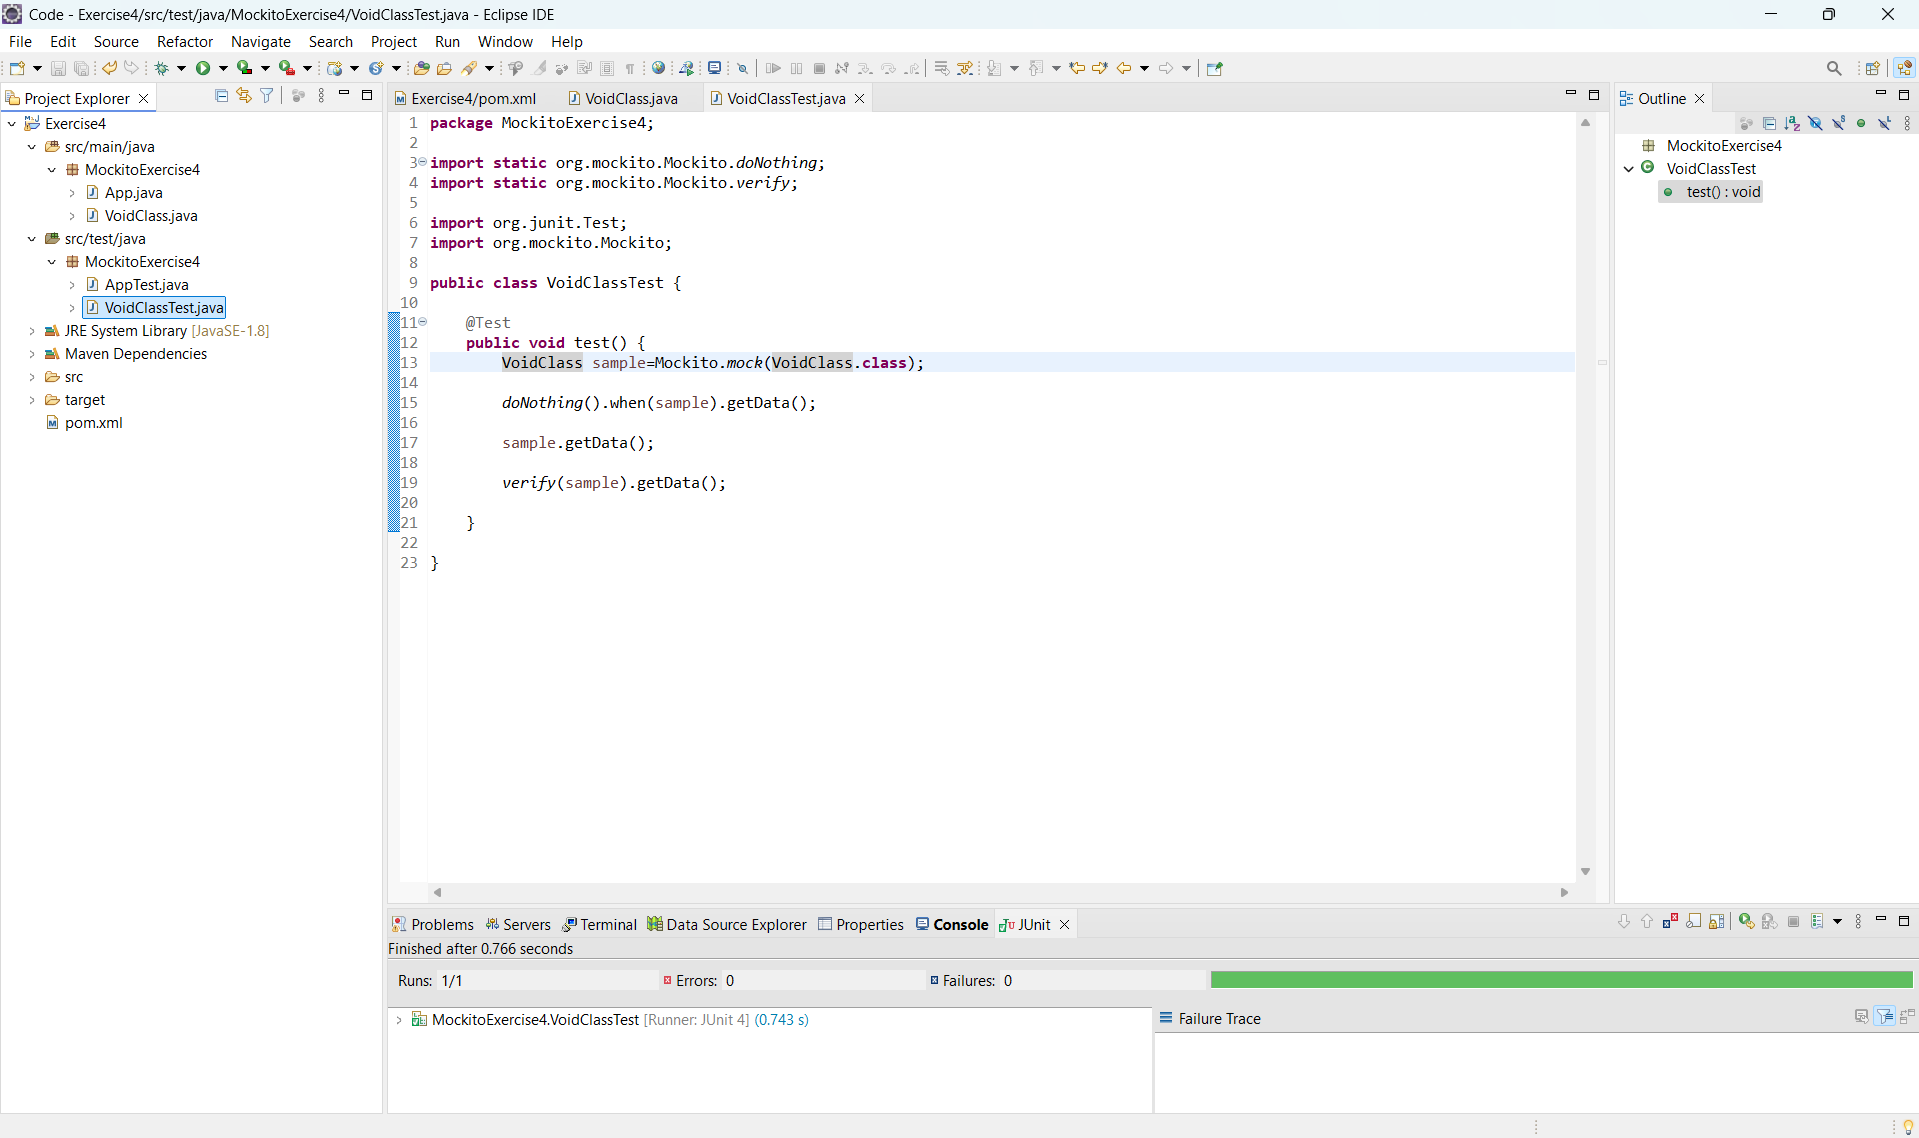 Code - Exercise4/src/test/java/MockitoExercise4/VoidClassTest.java - Eclipse IDE
File Edit Source Refactor Navigate Search Project Run Window Help
Project Explorer
Exercise4
src/main/java
MockitoExercise4
App.java
VoidClass.java
src/test/java
MockitoExercise4
AppTest.java
VoidClassTest.java
JRE System Library [JavaSE-1.8]
Maven Dependencies
src
target
pom.xml
Exercise4/pom.xml VoidClass.java VoidClassTest.java
1 package MockitoExercise4;
2
3 import static org.mockito.Mockito.doNothing;
4 import static org.mockito.Mockito.verify;
5
6 import org.junit.Test;
7 import org.mockito.Mockito;
8
9 public class VoidClassTest {
10
11 @Test
12 public void test() {
13 VoidClass sample=Mockito.mock(VoidClass.class);
14
15 doNothing().when(sample).getData();
16
17 sample.getData();
18
19 verify(sample).getData();
20
21 }
22
23 }
Outline
MockitoExercise4
VoidClassTest
test() : void
Problems Servers Terminal Data Source Explorer Properties Console JUnit
Finished after 0.766 seconds
Runs: 1/1 Errors: 0 Failures: 0
MockitoExercise4.VoidClassTest [Runner: JUnit 4] (0.743 s)
Failure Trace